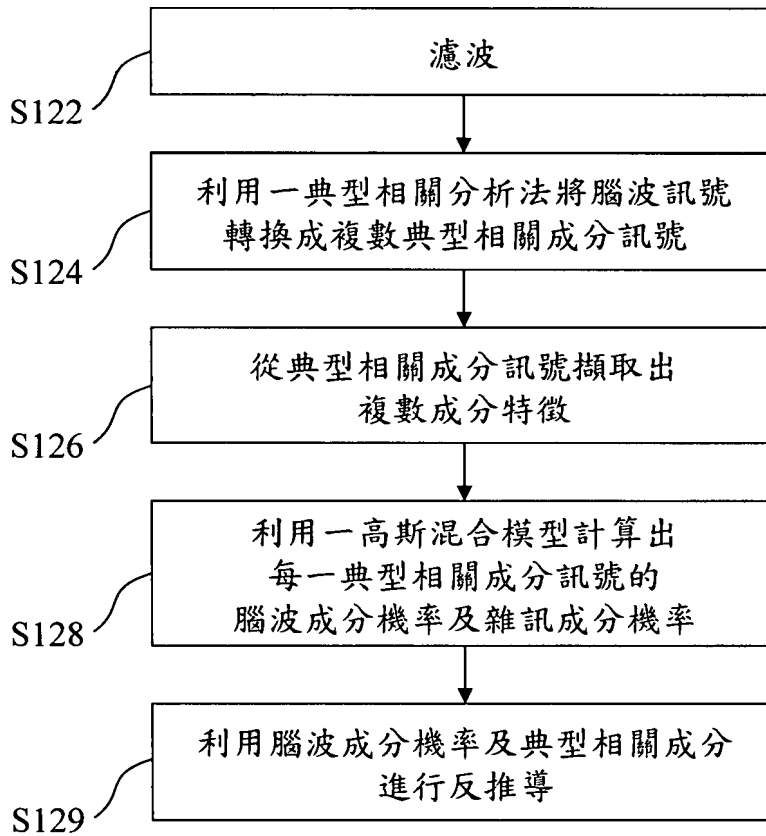 濾波
S122
利用一典型相關分析法將腦波訊號
轉換成複數典型相關成分訊號
S124
從典型相關成分訊號擷取出
複數成分特徵
S126
利用一高斯混合模型計算出
每一典型相關成分訊號的
腦波成分機率及雜訊成分機率
S128
利用腦波成分機率及典型相關成分
進行反推導
S129